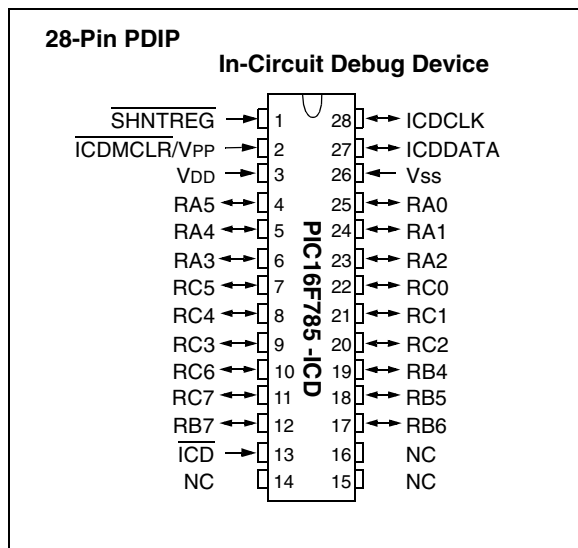 28-Pin PDIP
In-Circuit Debug Device
SHNTREG 1 28 ICDCLK
ICDMCLR/VPP 2 27 ICDDATA
VDD 3 26 Vss
RA5 4 25 RA0
RA4 5 24 RA1
RA3 6 23 RA2
RC5 7 22 RC0
RC4 8 21 RC1
RC3 9 20 RC2
RC6 10 19 RB4
RC7 11 18 RB5
RB7 12 17 RB6
ICD 13 16 NC
NC 14 15 NC
PIC16F785 -ICD